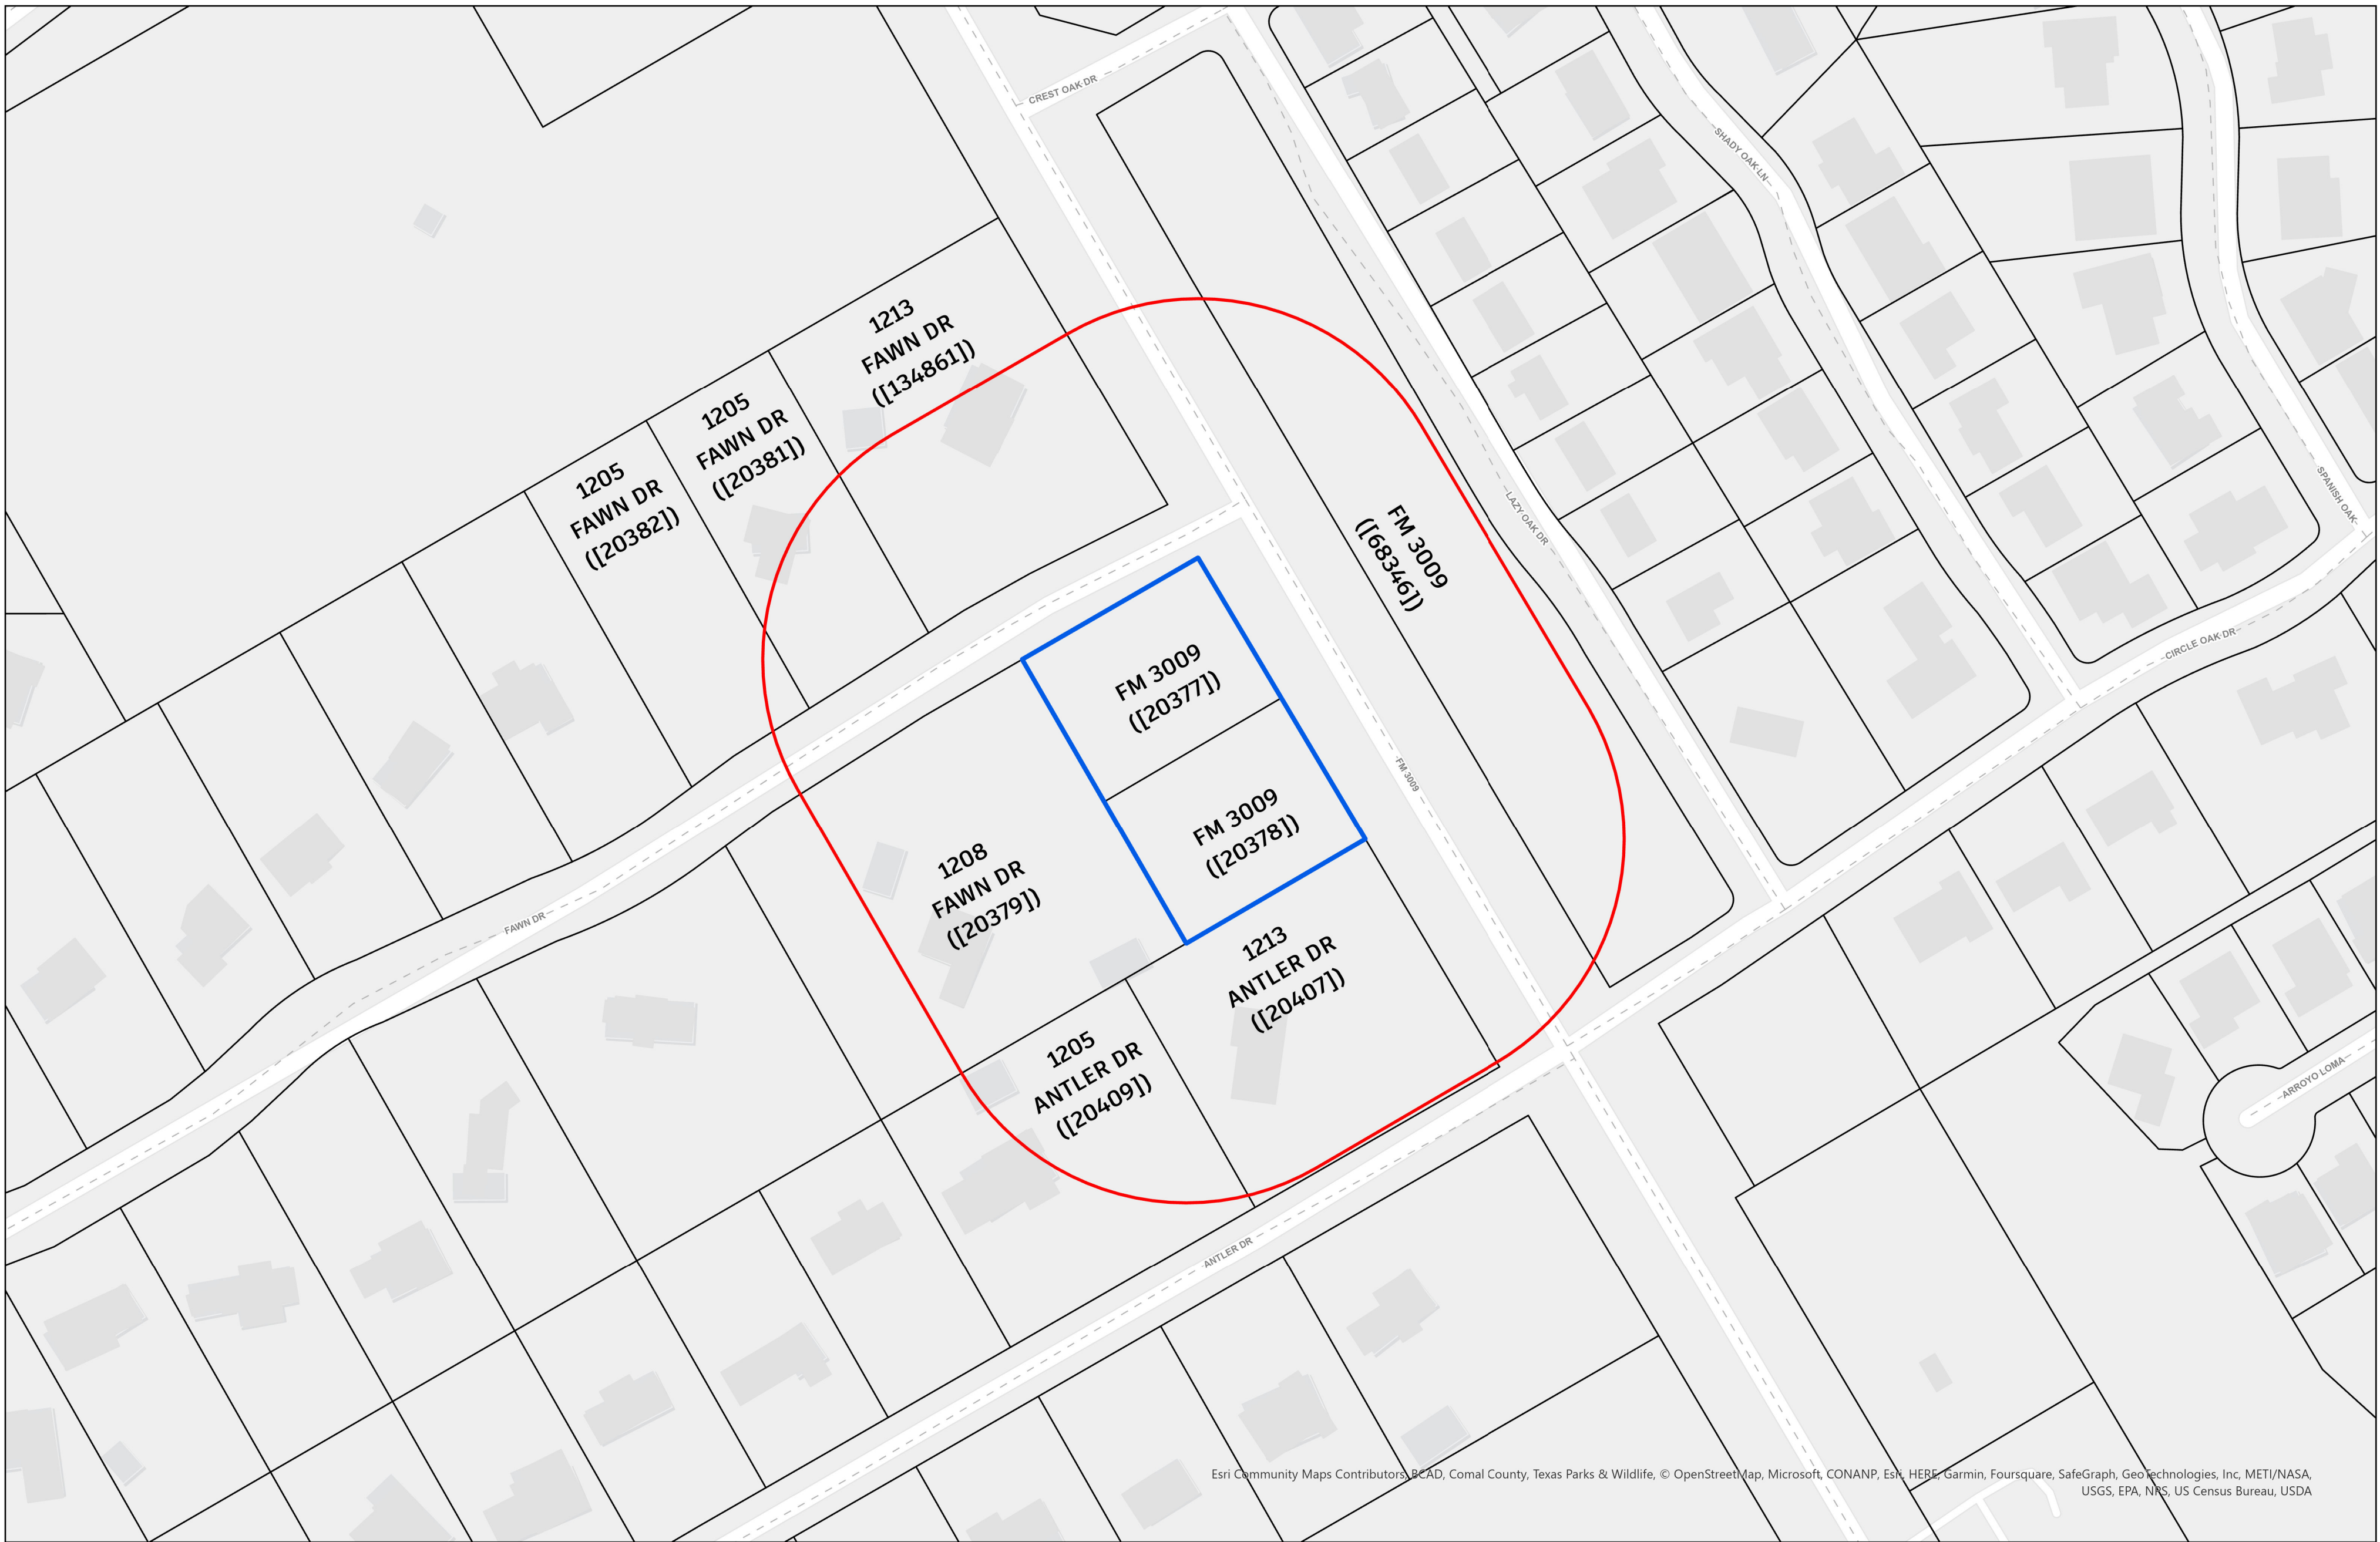 CREST OAK DR
SHADY OAK LN
1213
FAWN DR
([134861])
1205
FAWN DR
([20381])
1205
FAWN DR
([20382])
FM 3009
([68346])
LAZY OAK DR
SPANISH OAK
CIRCLE OAK DR
FM 3009
([20377])
FM 3009
FM 3009
([20378])
1208
FAWN DR
([20379])
FAWN DR
1213
ANTLER DR
([20407])
1205
ANTLER DR
([20409])
ARROYO LOMA
ANTLER DR
Esri Community Maps Contributors, BCAD, Comal County, Texas Parks & Wildlife, © OpenStreetMap, Microsoft, CONANP, Esri, HERE, Garmin, Foursquare, SafeGraph, GeoTechnologies, Inc, METI/NASA,
USGS, EPA, NPS, US Census Bureau, USDA